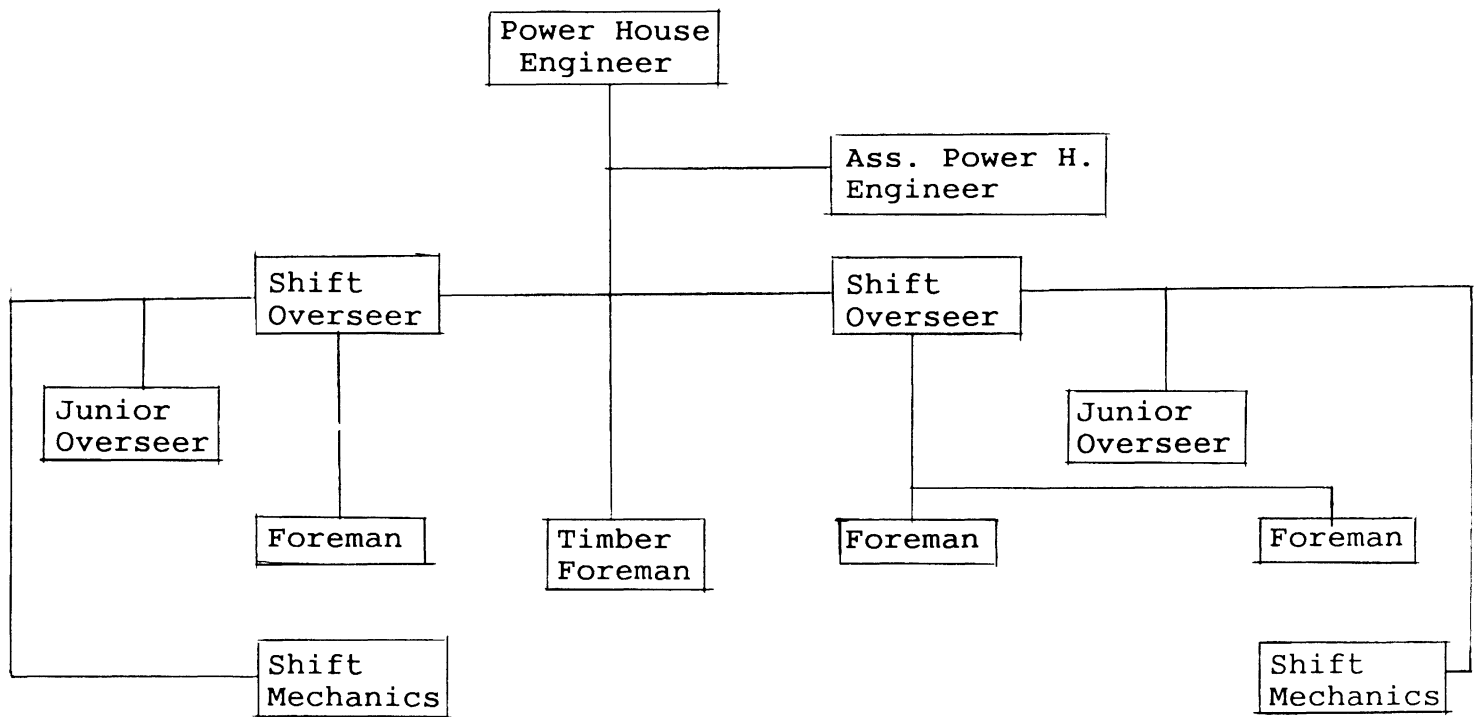 Power House
Engineer
Ass. Power H.
Engineer
Shift
Overseer
Shift
Overseer
Junior
Overseer
Junior
Overseer
Foreman
Timber
Foreman
Foreman
Foreman
Shift
Mechanics
Shift
Mechanics